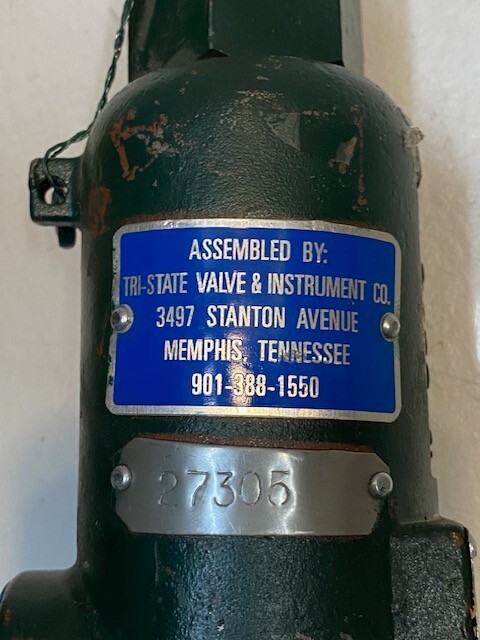 ASSEMBLED BY:
TRI-STATE VALVE & INSTRUMENT CO.
3497 STANTON AVENUE
MEMPHIS, TENNESSEE
901-388-1550
27305